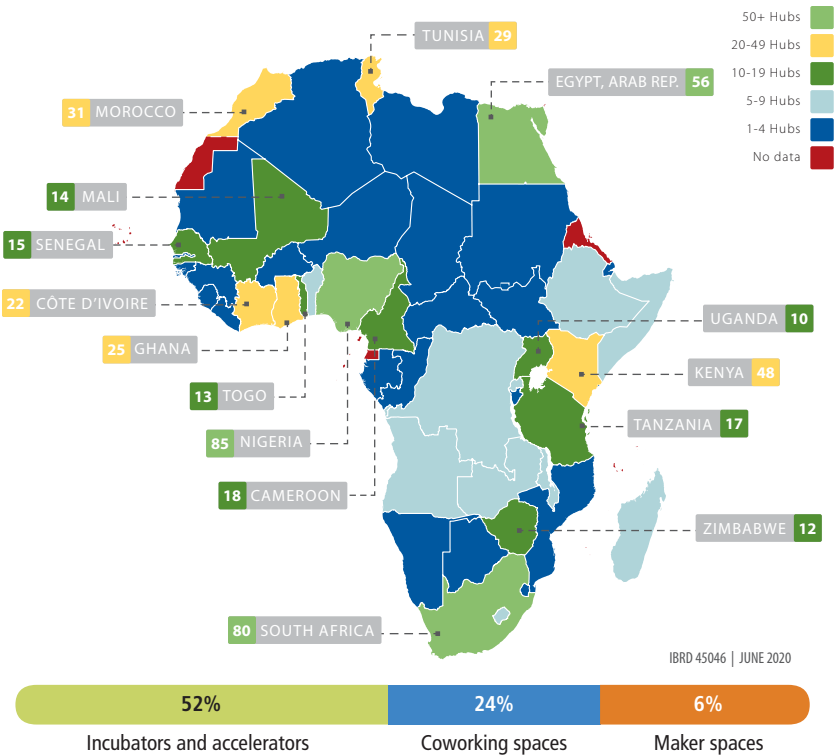 50+ Hubs
20-49 Hubs
10-19 Hubs
5-9 Hubs
1-4 Hubs
No data
TUNISIA 29
EGYPT, ARAB REP. 56
31 MOROCCO
14 MALI
15 SENEGAL
22 CÔTE D'IVOIRE
25 GHANA
13 TOGO
85 NIGERIA
18 CAMEROON
UGANDA 10
KENYA 48
TANZANIA 17
ZIMBABWE 12
80 SOUTH AFRICA
IBRD 45046 | JUNE 2020
52% 24% 6%
Incubators and accelerators Coworking spaces Maker spaces